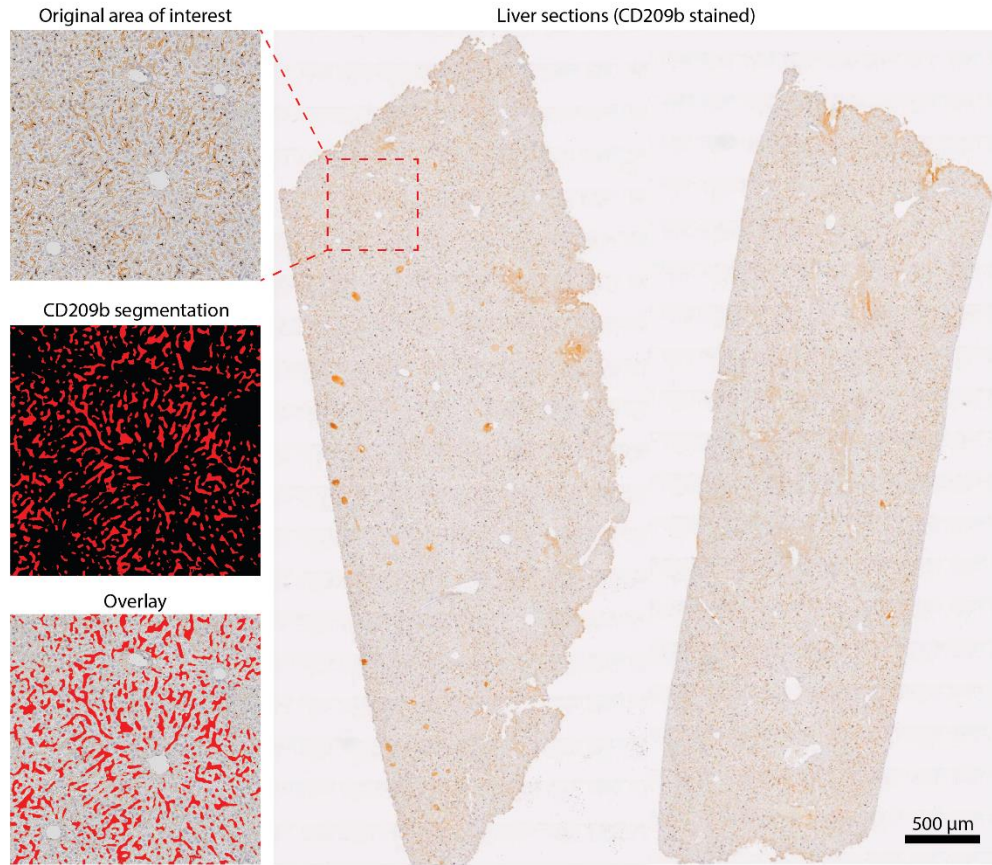 Original area of interest
Liver sections (CD209b stained)
CD209b segmentation
Overlay
500 µm